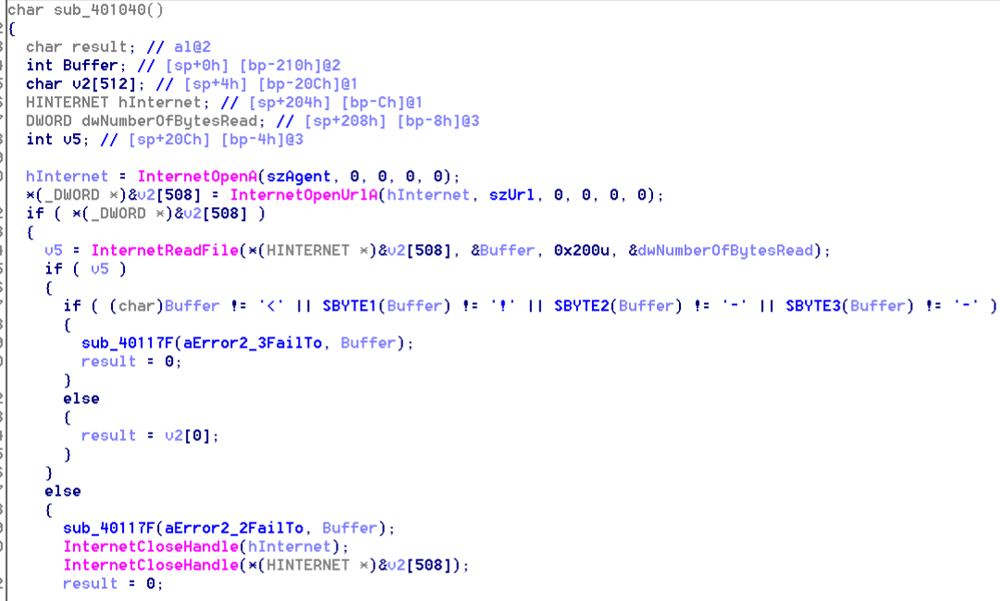 char sub_401040()
{
char result; // al@2
int Buffer; // [sp+0h] [bp-210h]@2
char v2[512]; // [sp+4h] [bp-20Ch]@1
HINTERNET hInternet; // [sp+204h] [bp-Ch]@1
DWORD dwNumberOfBytesRead; // [sp+208h] [bp-8h]@3
int v5; // [sp+20Ch] [bp-4h]@3
hInternet = InternetOpenA(szAgent, 0, 0, 0, 0);
*(_DWORD *)&v2[508] = InternetOpenUrlA(hInternet, szUrl, 0, 0, 0, 0);
if ( *(_DWORD *)&v2[508] )
{
v5 = InternetReadFile(*(HINTERNET *)&v2[508], &Buffer, 0x200u, &dwNumberOfBytesRead);
if ( v5 )
{
if ( (char)Buffer != '<' || SBYTE1(Buffer) != '!' || SBYTE2(Buffer) != '-' || SBYTE3(Buffer) != '-' )
{
sub_40117F(aError2_3FailTo, Buffer);
result = 0;
}
else
{
result = v2[0];
}
}
else
{
sub_40117F(aError2_2FailTo, Buffer);
InternetCloseHandle(hInternet);
InternetCloseHandle(*(HINTERNET *)&v2[508]);
result = 0;